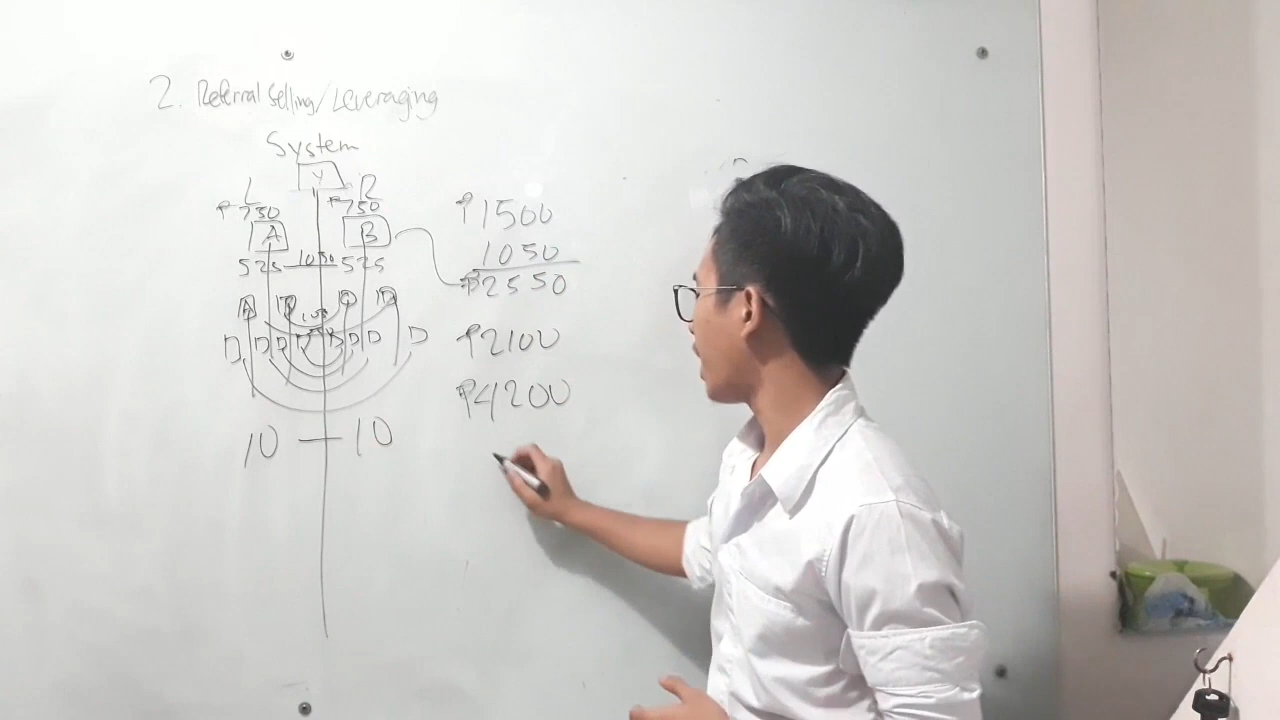 2. Referral Selling/Leveraging
System
Y
L R
₱750 ₱750
A B
525 1050 525
D D D D D D
10 — 10
₱1500
1050
₱2550
₱2100
₱4200